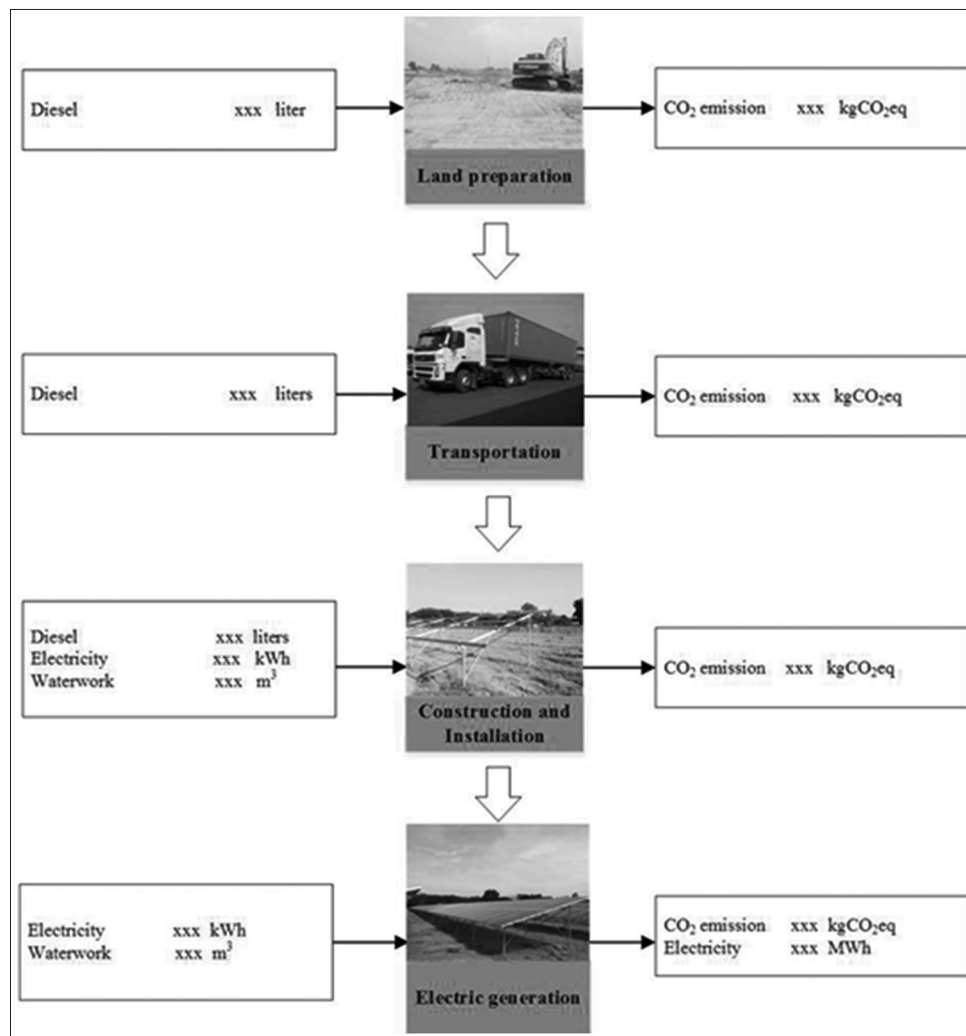 Diesel xxx liter
CO₂ emission xxx kgCO₂eq
Land preparation
Diesel xxx liters
CO₂ emission xxx kgCO₂eq
Transportation
Diesel xxx liters
Electricity xxx kWh
Waterwork xxx m³
CO₂ emission xxx kgCO₂eq
Construction and
Installation
Electricity xxx kWh
Waterwork xxx m³
CO₂ emission xxx kgCO₂eq
Electricity xxx MWh
Electric generation